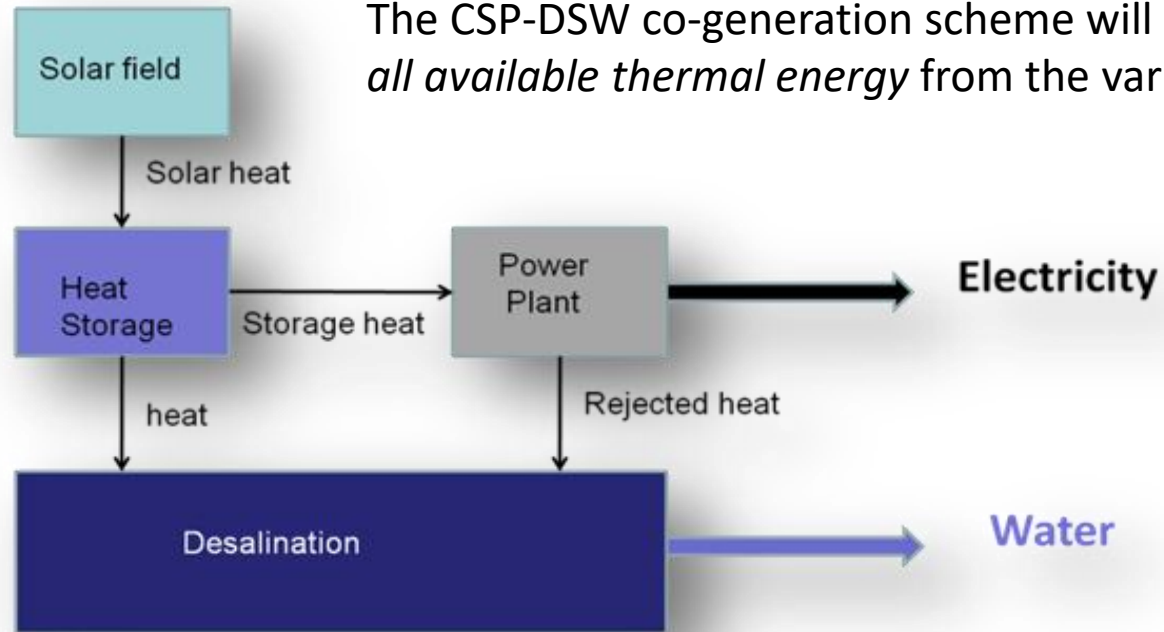 The CSP-DSW co-generation scheme will
all available thermal energy from the var
Solar field
Solar heat
Heat
Storage
Storage heat
Power
Plant
Electricity
heat
Rejected heat
Desalination
Water